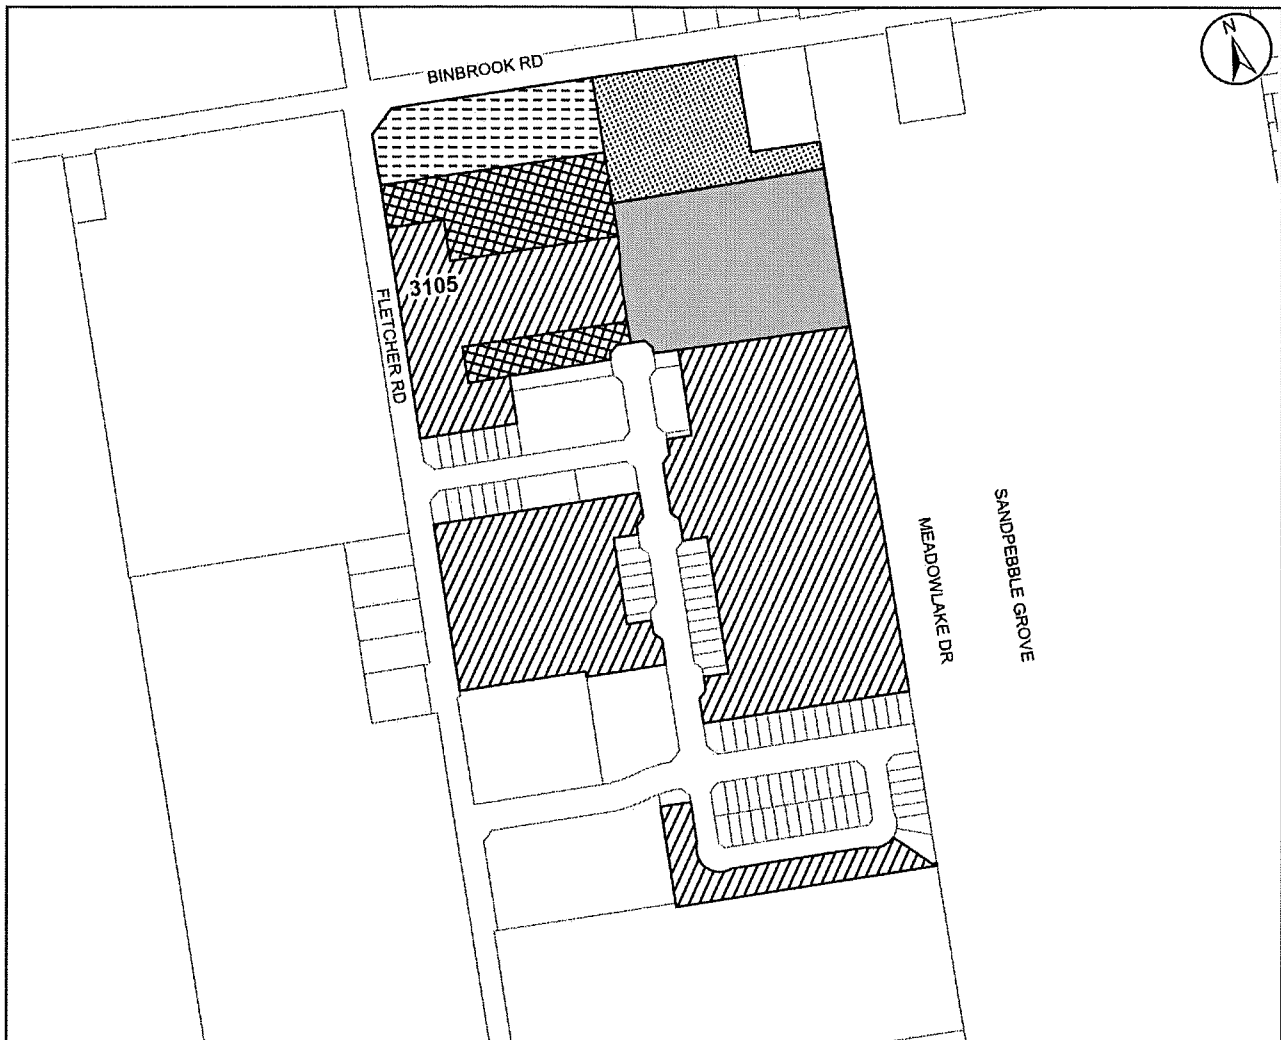 N
BINBROOK RD
3105
FLETCHER RD
SANDPEBBLE GROVE
MEADOWLAKE DR